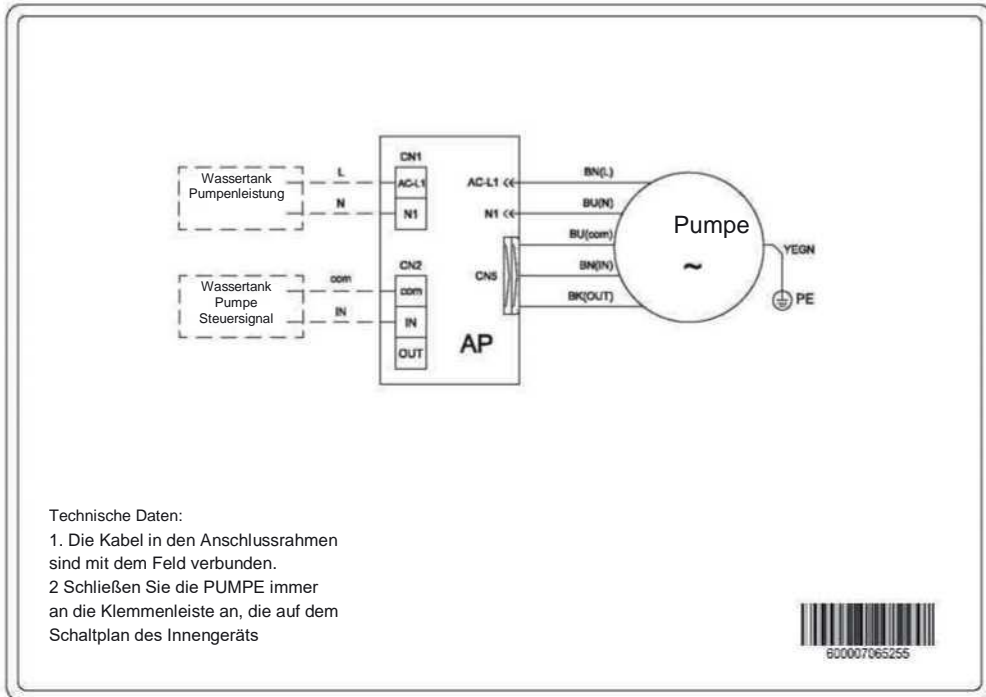 Wassertank
Pumpenleistung
L
N
CN1
AC-L1
N1
AC-L1
N1
BN(L)
BU(N)
BU(com)
BN(IN)
BK(OUT)
Pumpe
~
YEGN
PE
Wassertank
Pumpe
Steuersignal
com
IN
CN2
com
IN
OUT
CN5
AP
Technische Daten:
1. Die Kabel in den Anschlussrahmen
sind mit dem Feld verbunden.
2 Schließen Sie die PUMPE immer
an die Klemmenleiste an, die auf dem
Schaltplan des Innengeräts
600007065255